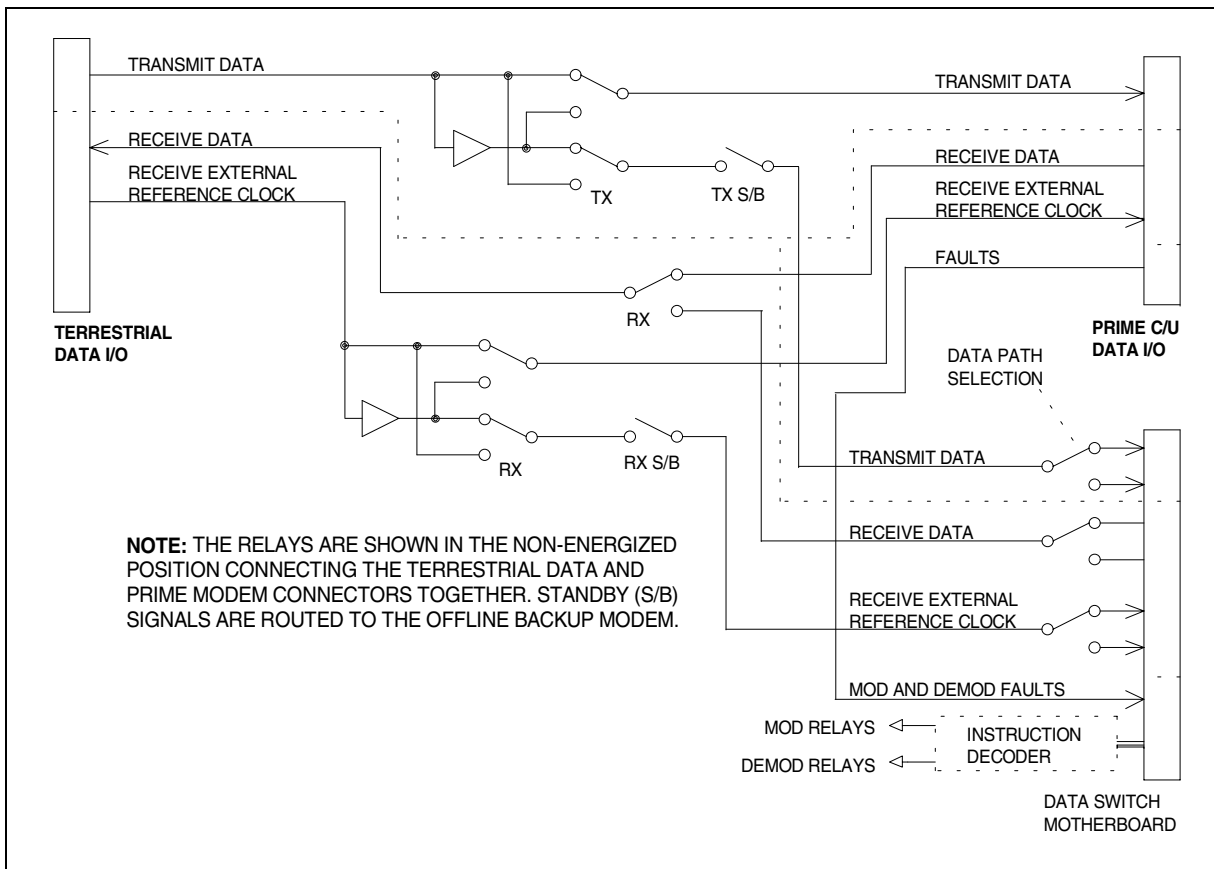 TRANSMIT DATA
TRANSMIT DATA
RECEIVE DATA
RECEIVE EXTERNAL
REFERENCE CLOCK
TX
TX S/B
RECEIVE DATA
RECEIVE EXTERNAL
REFERENCE CLOCK
FAULTS
RX
TERRESTRIAL
DATA I/O
PRIME C/U
DATA I/O
DATA PATH
SELECTION
RX
RX S/B
TRANSMIT DATA
NOTE: THE RELAYS ARE SHOWN IN THE NON-ENERGIZED
POSITION CONNECTING THE TERRESTRIAL DATA AND
PRIME MODEM CONNECTORS TOGETHER. STANDBY (S/B)
SIGNALS ARE ROUTED TO THE OFFLINE BACKUP MODEM.
RECEIVE DATA
RECEIVE EXTERNAL
REFERENCE CLOCK
MOD AND DEMOD FAULTS
MOD RELAYS
DEMOD RELAYS
INSTRUCTION
DECODER
DATA SWITCH
MOTHERBOARD